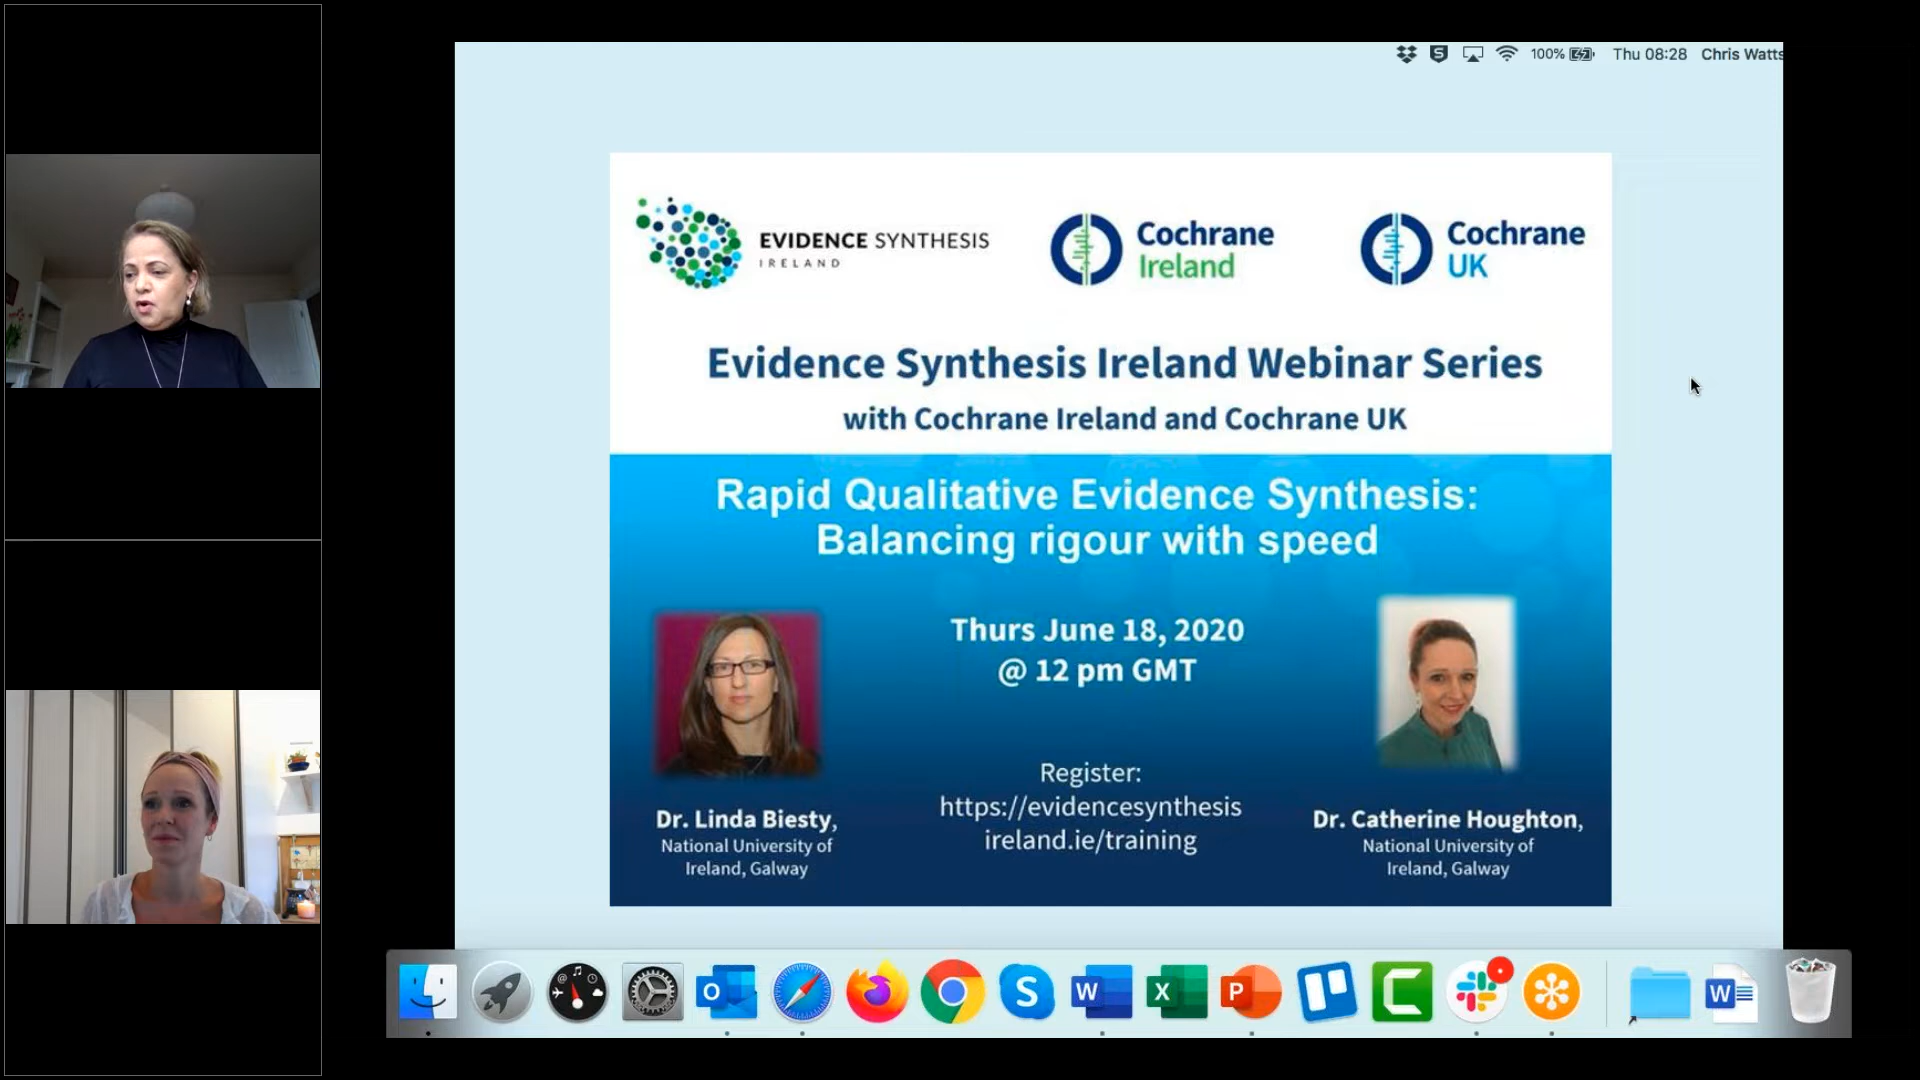 100% Thu 08:28 Chris Watts
EVIDENCE SYNTHESIS
IRELAND
Cochrane
Ireland
Cochrane
UK
Evidence Synthesis Ireland Webinar Series
with Cochrane Ireland and Cochrane UK
Rapid Qualitative Evidence Synthesis:
Balancing rigour with speed
Thurs June 18, 2020
@ 12 pm GMT
Register:
https://evidencesynthesis
ireland.ie/training
Dr. Linda Biesty,
National University of
Ireland, Galway
Dr. Catherine Houghton,
National University of
Ireland, Galway